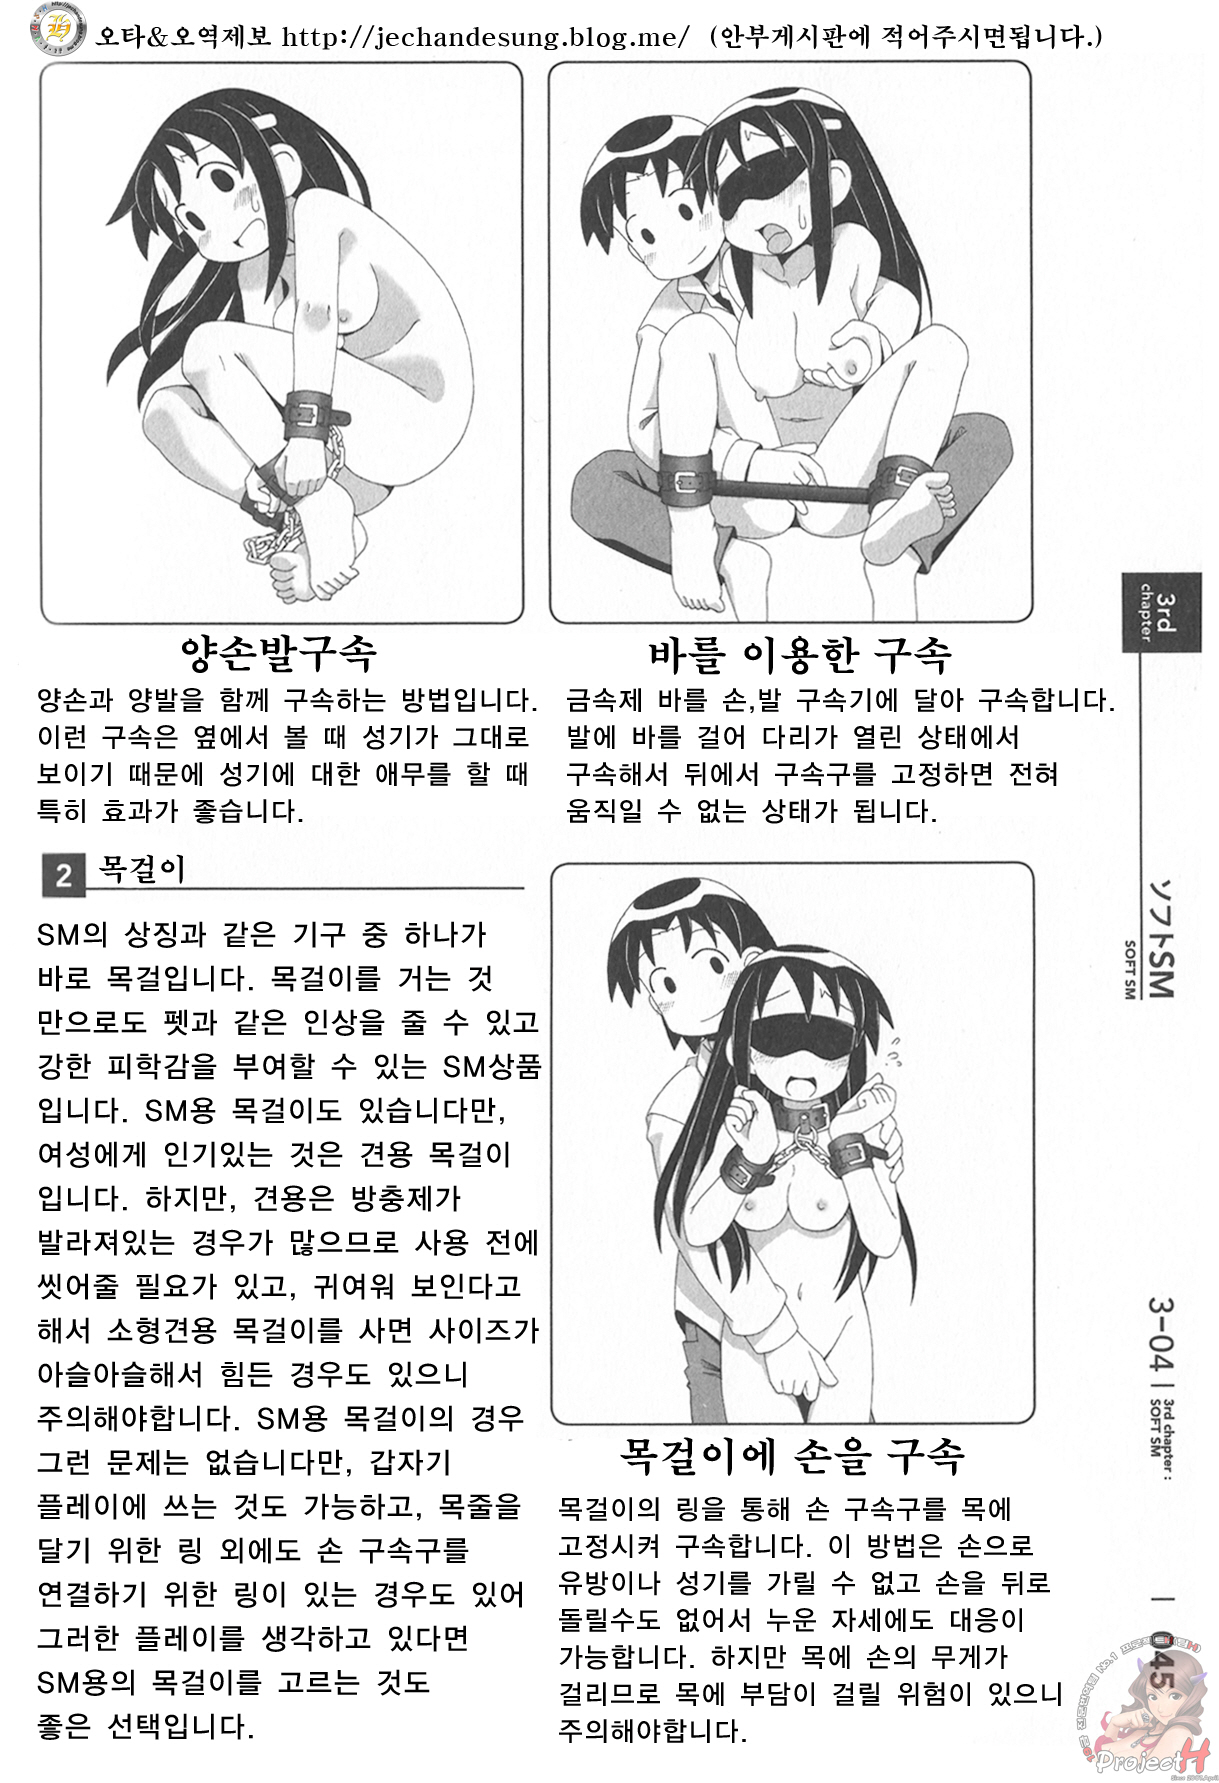 오타&오역제보 http://jechandesung.blog.me/ (안부게시판에 적어주시면됩니다.)
양손발구속
양손과 양발을 함께 구속하는 방법입니다.
이런 구속은 옆에서 볼 때 성기가 그대로
보이기 때문에 성기에 대한 애무를 할 때
특히 효과가 좋습니다.
바를 이용한 구속
금속제 바를 손,발 구속기에 달아 구속합니다.
발에 바를 걸어 다리가 열린 상태에서
구속해서 뒤에서 구속구를 고정하면 전혀
움직일 수 없는 상태가 됩니다.
2 목걸이
SM의 상징과 같은 기구 중 하나가
바로 목걸입니다. 목걸이를 거는 것
만으로도 펫과 같은 인상을 줄 수 있고
강한 피학감을 부여할 수 있는 SM상품
입니다. SM용 목걸이도 있습니다만,
여성에게 인기있는 것은 견용 목걸이
입니다. 하지만, 견용은 방충제가
발라져있는 경우가 많으므로 사용 전에
씻어줄 필요가 있고, 귀여워 보인다고
해서 소형견용 목걸이를 사면 사이즈가
아슬아슬해서 힘든 경우도 있으니
주의해야합니다. SM용 목걸이의 경우
그런 문제는 없습니다만, 갑자기
플레이에 쓰는 것도 가능하고, 목줄을
달기 위한 링 외에도 손 구속구를
연결하기 위한 링이 있는 경우도 있어
그러한 플레이를 생각하고 있다면
SM용의 목걸이를 고르는 것도
좋은 선택입니다.
목걸이에 손을 구속
목걸이의 링을 통해 손 구속구를 목에
고정시켜 구속합니다. 이 방법은 손으로
유방이나 성기를 가릴 수 없고 손을 뒤로
돌릴수도 없어서 누운 자세에도 대응이
가능합니다. 하지만 목에 손의 무게가
걸리므로 목에 부담이 걸릴 위험이 있으니
주의해야합니다.
3rd
chapter
ソフトSM
SOFT SM
3-04
3rd chapter :
SOFT SM
045
Project H